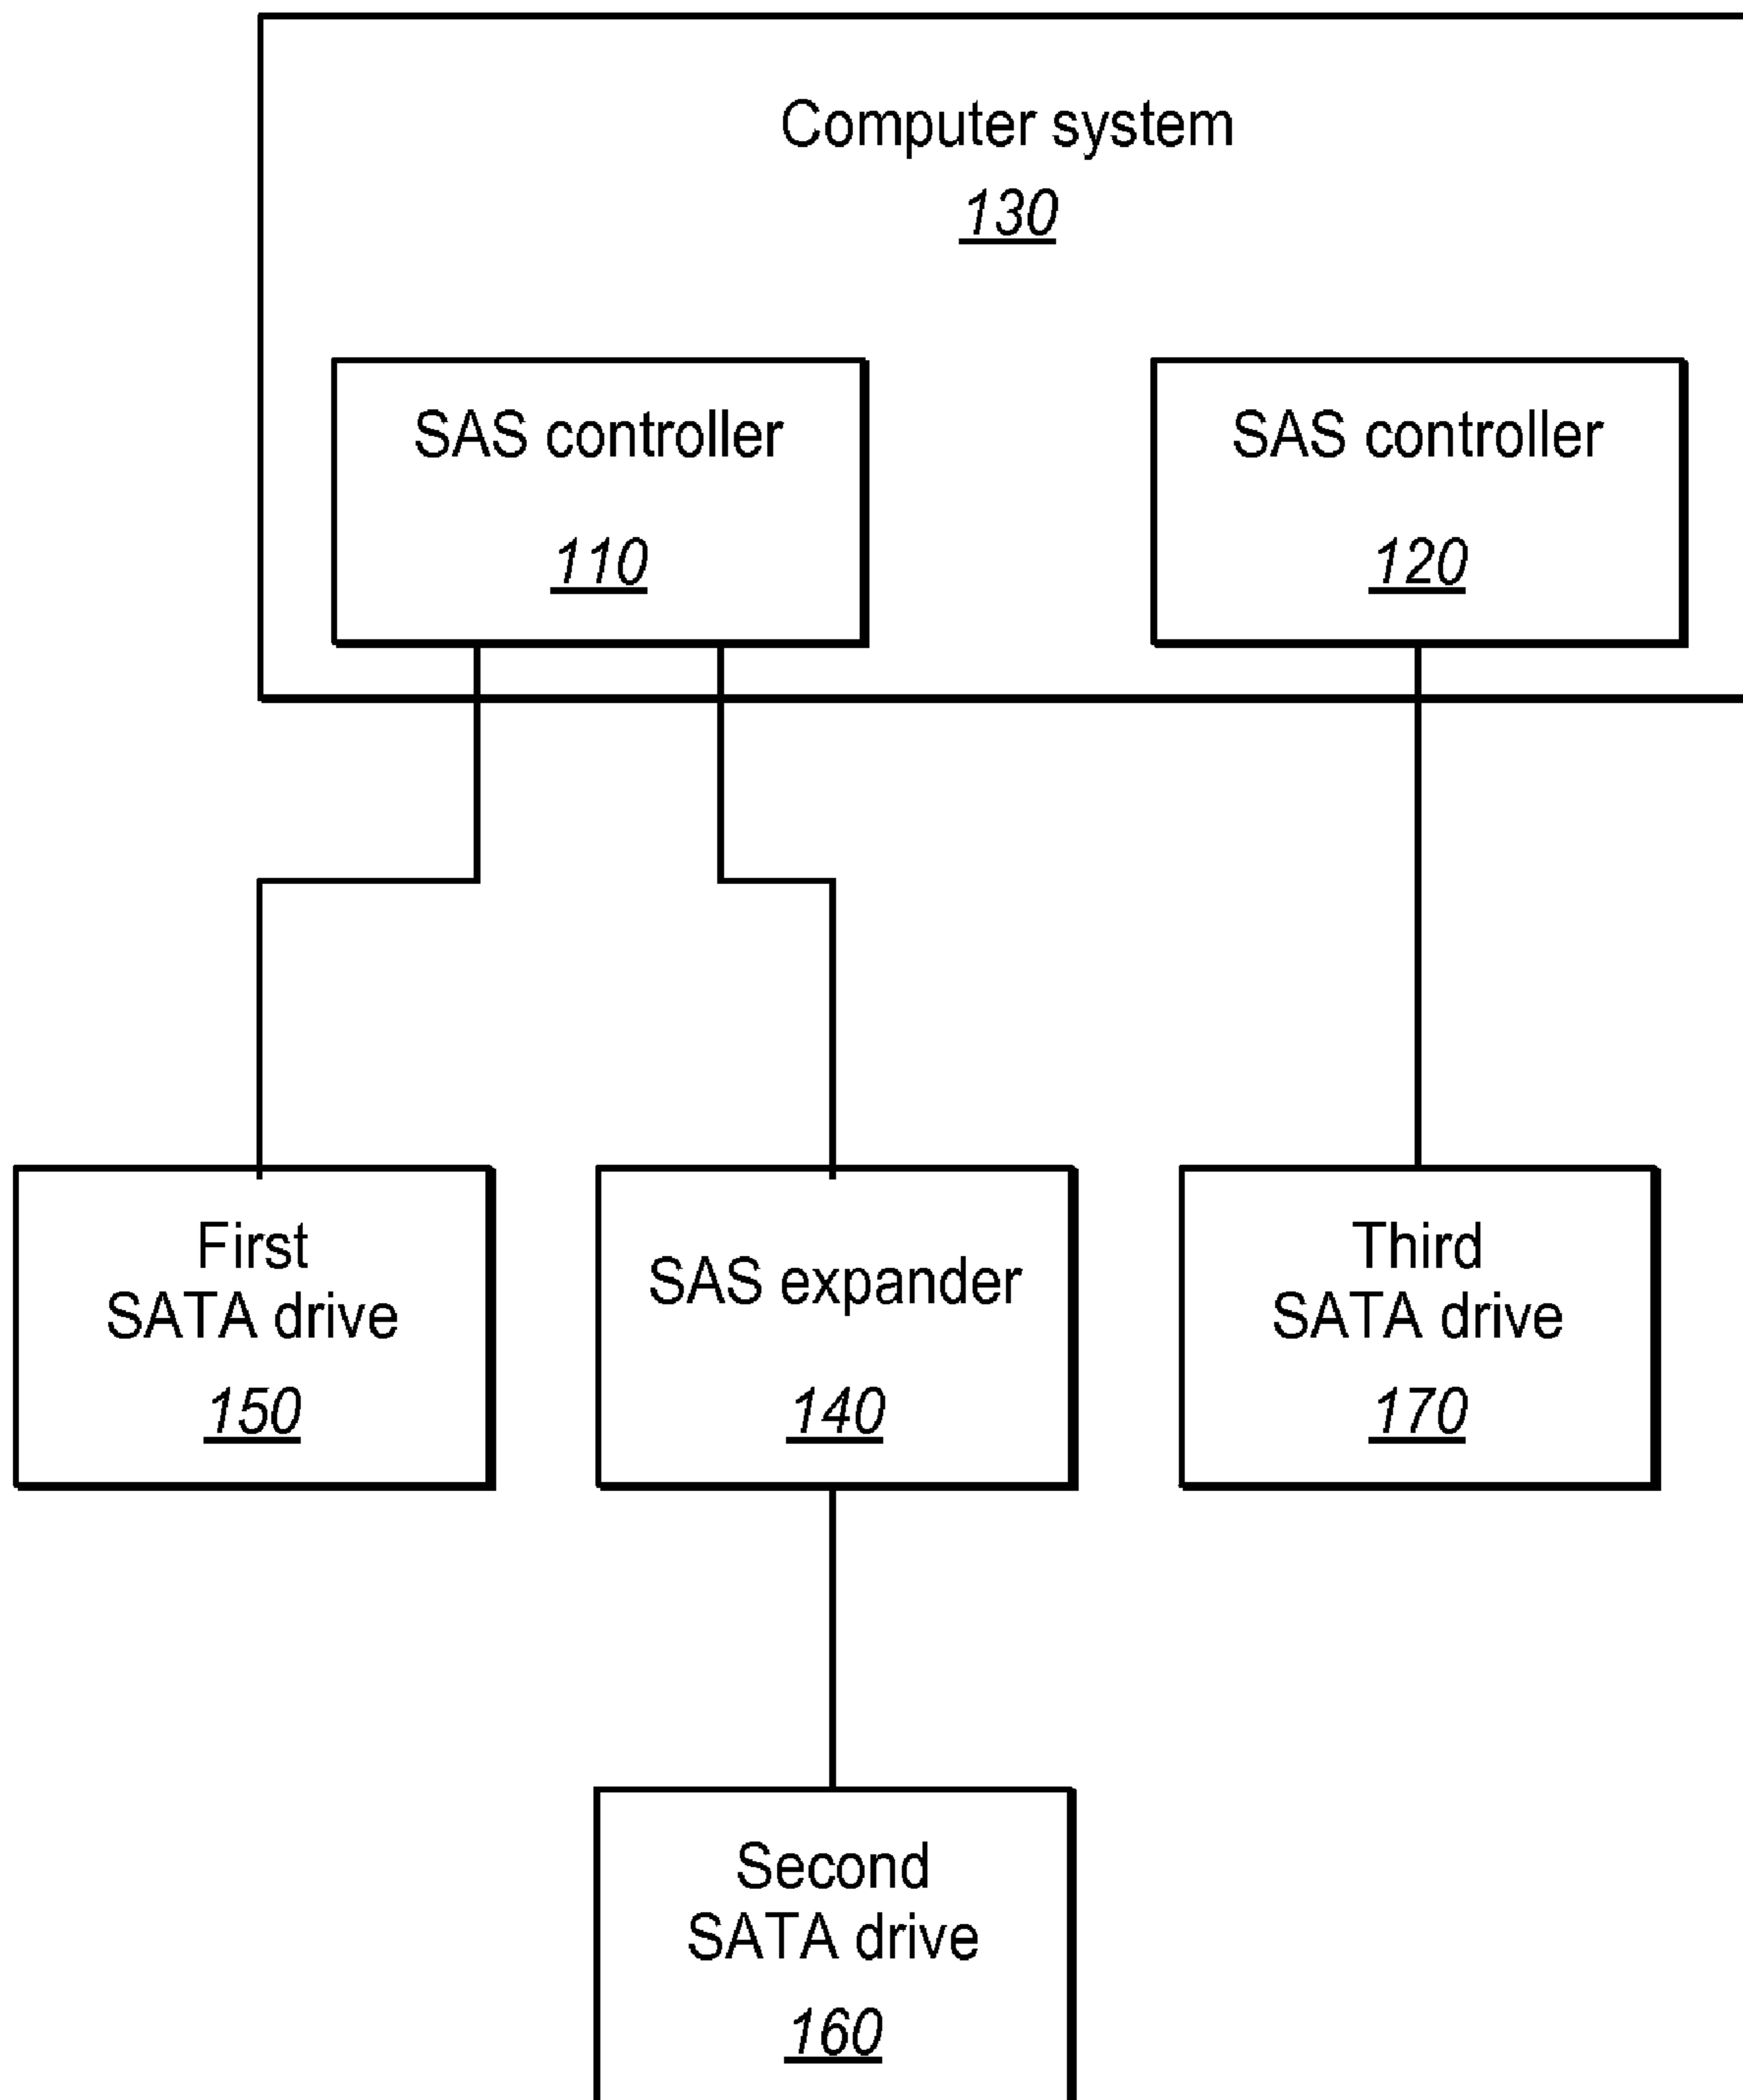 Computer system
130
SAS controller
110
SAS controller
120
First
SATA drive
150
SAS expander
140
Third
SATA drive
170
Second
SATA drive
160